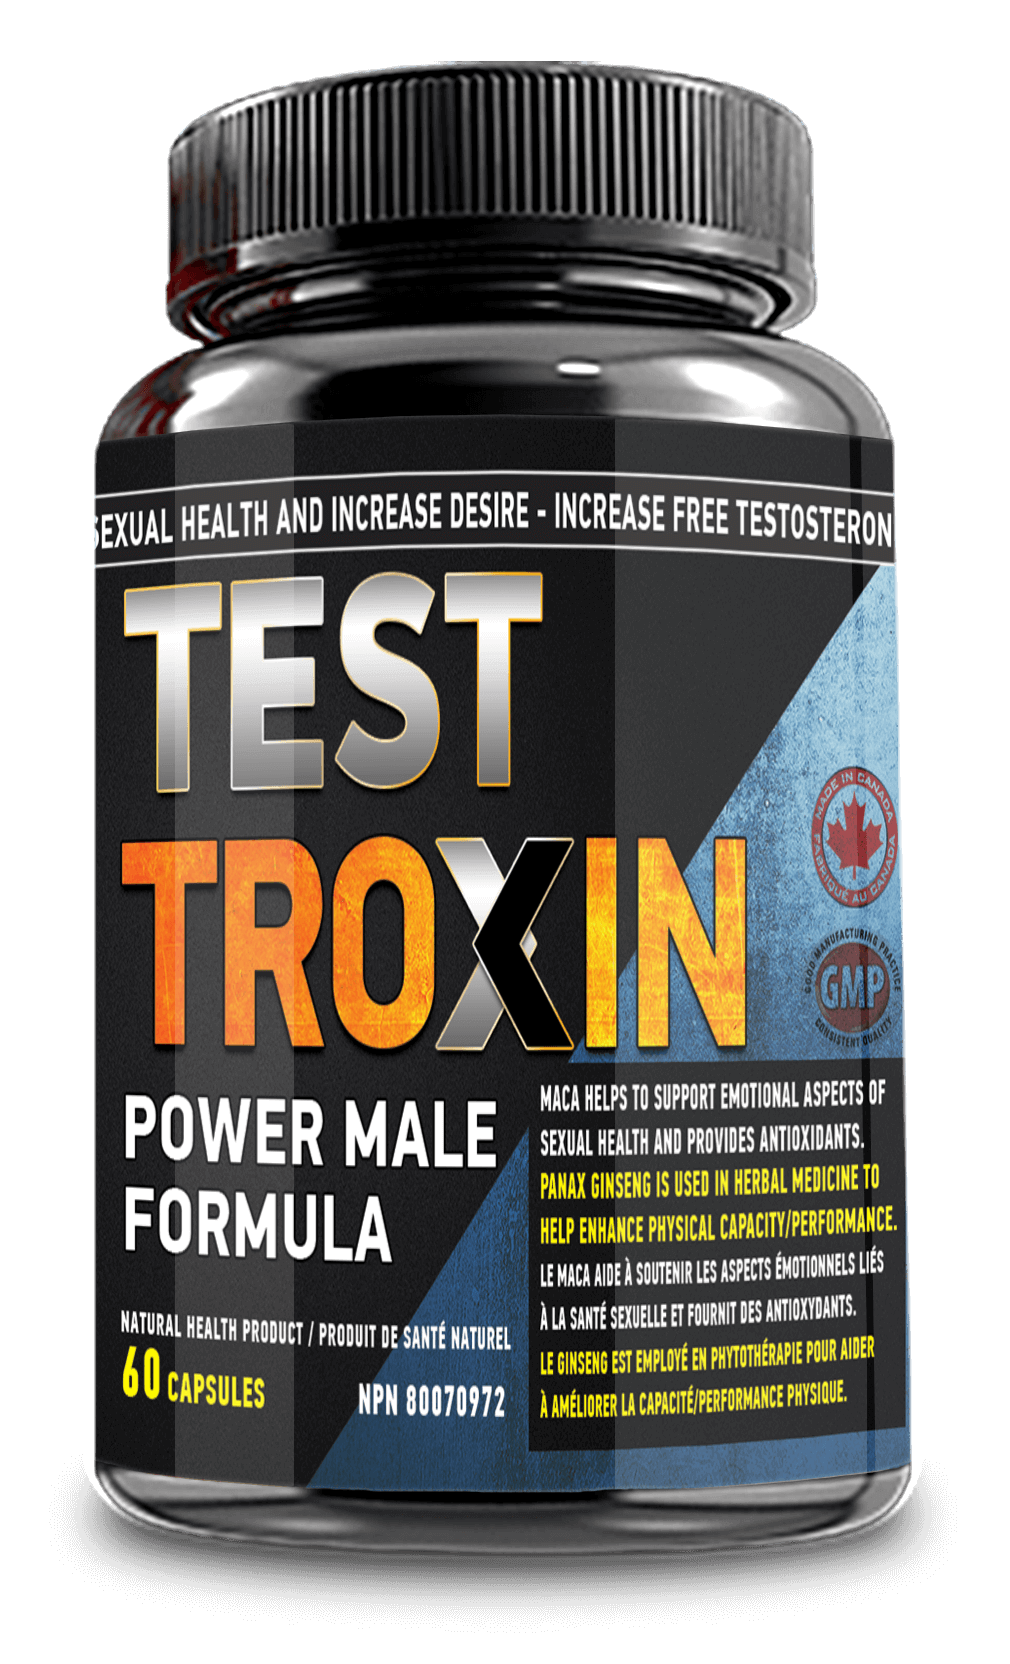 SEXUAL HEALTH AND INCREASE DESIRE - INCREASE FREE TESTOSTERON
TEST
TROXIN
MADE IN CANADA
FABRIQUÉ AU CANADA
GOOD MANUFACTURING PRACTICE
GMP
CONSISTENT QUALITY
POWER MALE
FORMULA
NATURAL HEALTH PRODUCT / PRODUIT DE SANTÉ NATUREL
60 CAPSULES
NPN 80070972
MACA HELPS TO SUPPORT EMOTIONAL ASPECTS OF
SEXUAL HEALTH AND PROVIDES ANTIOXIDANTS.
PANAX GINSENG IS USED IN HERBAL MEDICINE TO
HELP ENHANCE PHYSICAL CAPACITY/PERFORMANCE.
LE MACA AIDE À SOUTENIR LES ASPECTS ÉMOTIONNELS LIÉS
À LA SANTÉ SEXUELLE ET FOURNIT DES ANTIOXYDANTS.
LE GINSENG EST EMPLOYÉ EN PHYTOTHÉRAPIE POUR AIDER
À AMÉLIORER LA CAPACITÉ/PERFORMANCE PHYSIQUE.